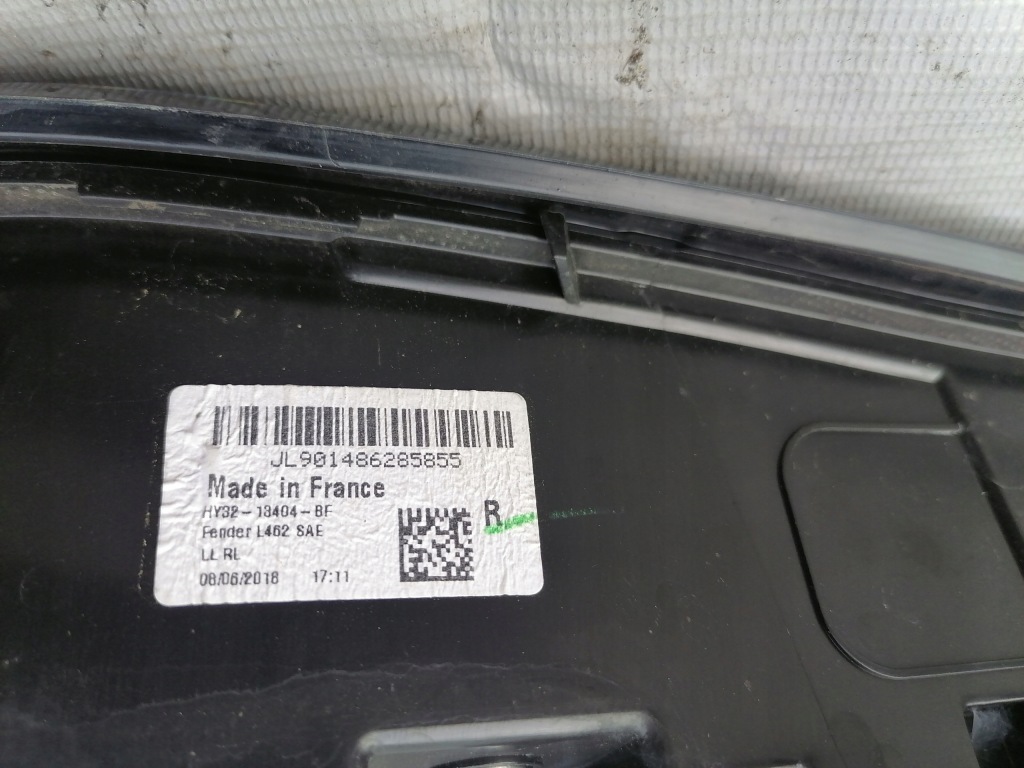 JL901486285855
Made in France
HY32-13404-BF
R
Fender L462 SAE
LL RL
08/06/2018 17:11